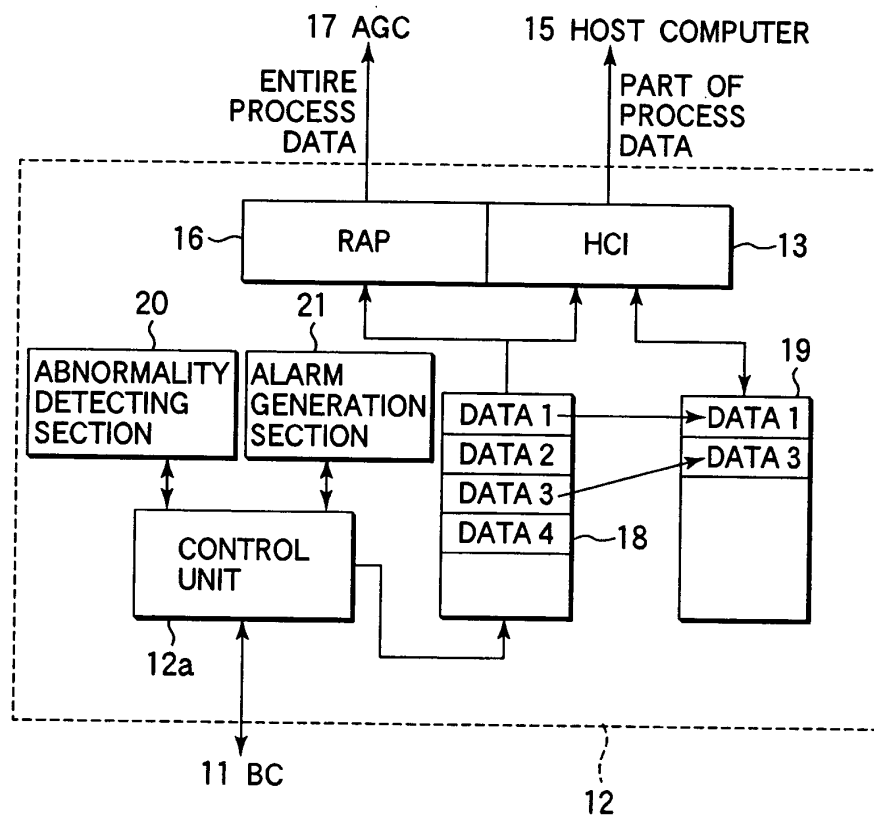 17 AGC
15 HOST COMPUTER
ENTIRE
PROCESS
DATA
PART OF
PROCESS
DATA
16
RAP
HCI
13
20
21
19
ABNORMALITY
DETECTING
SECTION
ALARM
GENERATION
SECTION
DATA 1
DATA 2
DATA 3
DATA 4
18
DATA 1
DATA 3
CONTROL
UNIT
12a
11 BC
12